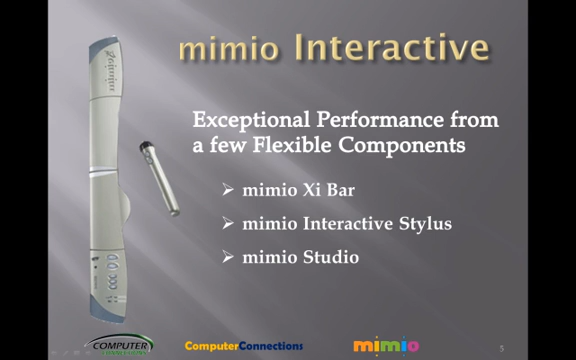 mimio Interactive
Exceptional Performance from
a few Flexible Components
➢ mimio Xi Bar
➢ mimio Interactive Stylus
➢ mimio Studio
COMPUTER
CONNECTIONS
ComputerConnections
mimio
5